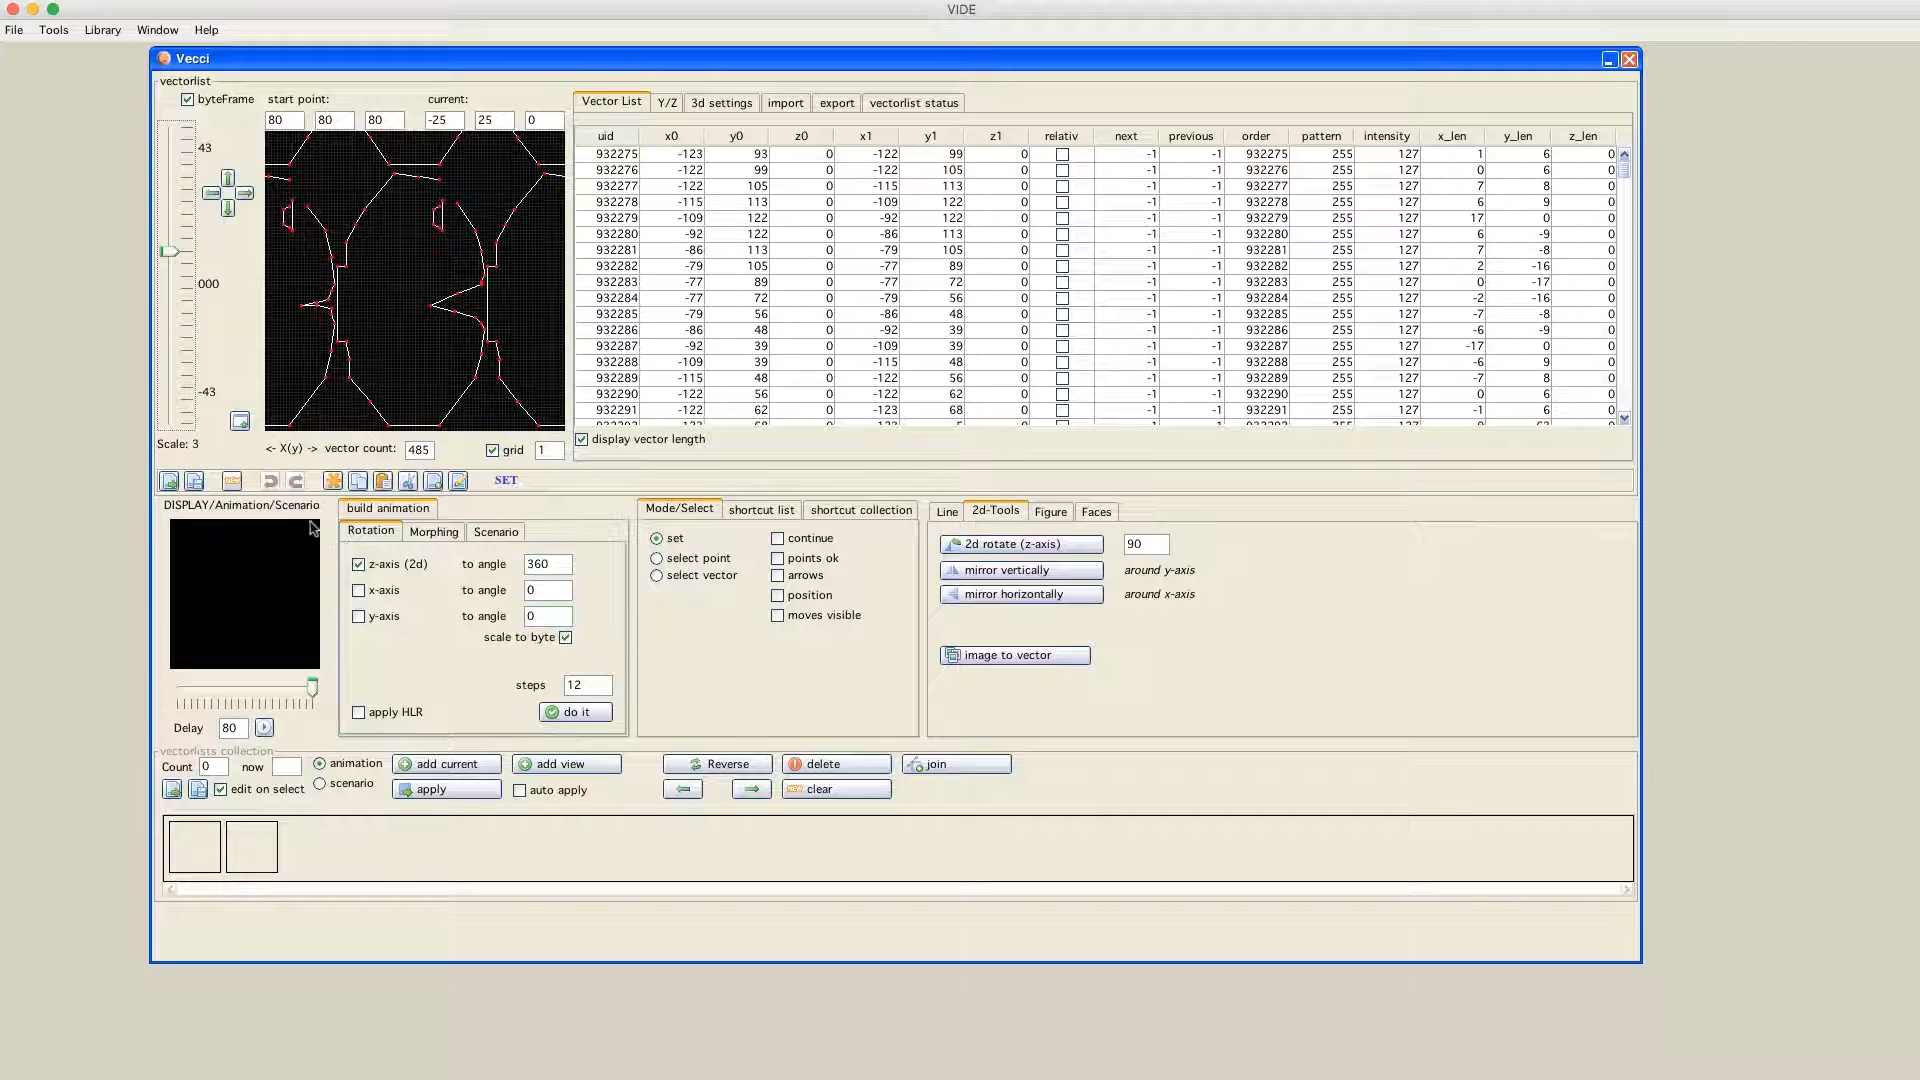 VIDE
File Tools Library Window Help
Vecci
vectorlist
byteFrame start point: current:
80 80 80 -25 25 0
43
000
-43
Scale: 3
<- X(y) -> vector count: 485 grid 1
Vector List Y/Z 3d settings import export vectorlist status
uid x0 y0 z0 x1 y1 z1 relativ next previous order pattern intensity x_len y_len z_len
932275 -123 93 0 -122 99 0 -1 -1 932275 255 127 1 6 0
932276 -122 99 0 -122 105 0 -1 -1 932276 255 127 0 6 0
932277 -122 105 0 -115 113 0 -1 -1 932277 255 127 7 8 0
932278 -115 113 0 -109 122 0 -1 -1 932278 255 127 6 9 0
932279 -109 122 0 -92 122 0 -1 -1 932279 255 127 17 0 0
932280 -92 122 0 -86 113 0 -1 -1 932280 255 127 6 -9 0
932281 -86 113 0 -79 105 0 -1 -1 932281 255 127 7 -8 0
932282 -79 105 0 -77 89 0 -1 -1 932282 255 127 2 -16 0
932283 -77 89 0 -77 72 0 -1 -1 932283 255 127 0 -17 0
932284 -77 72 0 -79 56 0 -1 -1 932284 255 127 -2 -16 0
932285 -79 56 0 -86 48 0 -1 -1 932285 255 127 -7 -8 0
932286 -86 48 0 -92 39 0 -1 -1 932286 255 127 -6 -9 0
932287 -92 39 0 -109 39 0 -1 -1 932287 255 127 -17 0 0
932288 -109 39 0 -115 48 0 -1 -1 932288 255 127 -6 9 0
932289 -115 48 0 -122 56 0 -1 -1 932289 255 127 -7 8 0
932290 -122 56 0 -122 62 0 -1 -1 932290 255 127 0 6 0
932291 -122 62 0 -123 68 0 -1 -1 932291 255 127 -1 6 0
display vector length
NEW SET
DISPLAY/Animation/Scenario
Delay 80
build animation
Rotation Morphing Scenario
z-axis (2d) to angle 360
x-axis to angle 0
y-axis to angle 0
scale to byte
steps 12
apply HLR do it
Mode/Select shortcut list shortcut collection
set continue
select point points ok
select vector arrows
position
moves visible
Line 2d-Tools Figure Faces
2d rotate (z-axis) 90
mirror vertically around y-axis
mirror horizontally around x-axis
image to vector
vectorlists collection
Count 0 now animation add current add view Reverse delete join
edit on select scenario apply auto apply NEW clear